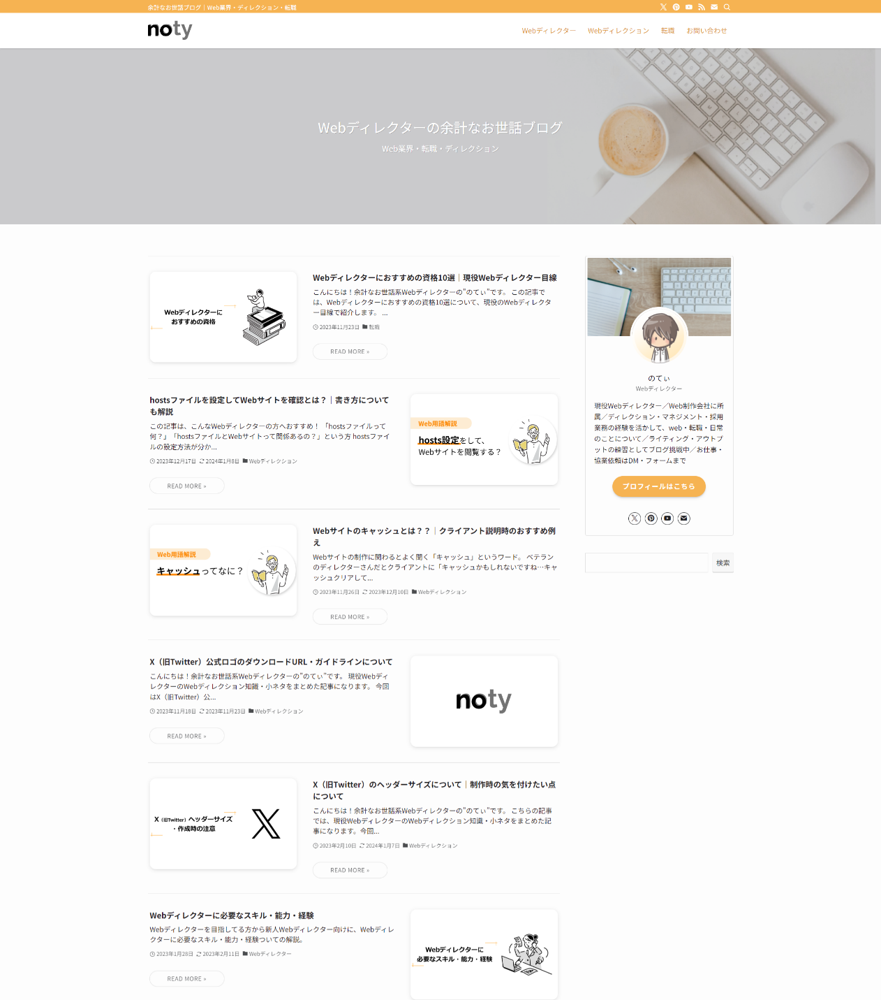 余計なお世話ブログ｜Web業界・ディレクション・転職
noty
Webディレクター
Webディレクション
転職
お問い合わせ
Webディレクターの余計なお世話ブログ
Web業界・転職・ディレクション
Webディレクターに
おすすめの資格
Webディレクターにおすすめの資格10選｜現役Webディレクター目線
こんにちは！余計なお世話系Webディレクターの”のてぃ”です。 この記事で
は、Webディレクターにおすすめの資格10選について、現役のWebディレクタ
ー目線で紹介します。 ...
2023年11月23日 転職
READ MORE »
hostsファイルを設定してWebサイトを確認とは？｜書き方について
も解説
この記事は、こんなWebディレクターの方へおすすめ！ 「hostsファイルって
何？」「hostsファイルとWebサイトって関係あるの？」という方 hostsファイ
ルの設定方法が分か...
2023年12月17日 2024年1月8日 Webディレクション
READ MORE »
Web用語解説
hosts設定をして、
Webサイトを閲覧する？
Web用語解説
キャッシュってなに？
Webサイトのキャッシュとは？？｜クライアント説明時のおすすめ例
え
Webサイトの制作に関わるとよく聞く「キャッシュ」というワード。 ベテラン
のディレクターさんだとクライアントに「キャッシュかもしれないですね…キャ
ッシュクリアして...
2023年11月26日 2023年12月10日 Webディレクション
READ MORE »
X（旧Twitter）公式ロゴのダウンロードURL・ガイドラインについて
こんにちは！余計なお世話系Webディレクターの”のてぃ”です。 現役Webディ
レクターのWebディレクション知識・小ネタをまとめた記事になります。 今回
はX（旧Twitter）公...
2023年11月18日 2023年11月23日 Webディレクション
READ MORE »
noty
X（旧Twitter）ヘッダーサイズ
・作成時の注意
X
X（旧Twitter）のヘッダーサイズについて｜制作時の気を付けたい点
について
こんにちは！余計なお世話系Webディレクターの”のてぃ”です。 こちらの記事
では、現役WebディレクターのWebディレクション知識・小ネタをまとめた記
事になります。今回...
2023年2月10日 2024年1月7日 Webディレクション
READ MORE »
Webディレクターに必要なスキル・能力・経験
Webディレクターを目指してる方から新人Webディレクター向けに、Webディレ
クターに必要なスキル・能力・経験ついての解説。
2023年1月28日 2023年2月11日 Webディレクター
READ MORE »
Webディレクターに
必要なスキル・能力・経験
のてぃ
Webディレクター
現役Webディレクター／Web制作会社に所
属／ディレクション・マネジメント・採用
業務の経験を活かして、web・転職・日常
のことについて／ライティング・アウトプ
ットの練習としてブログ挑戦中／お仕事・
協業依頼はDM・フォームまで
プロフィールはこちら
検索